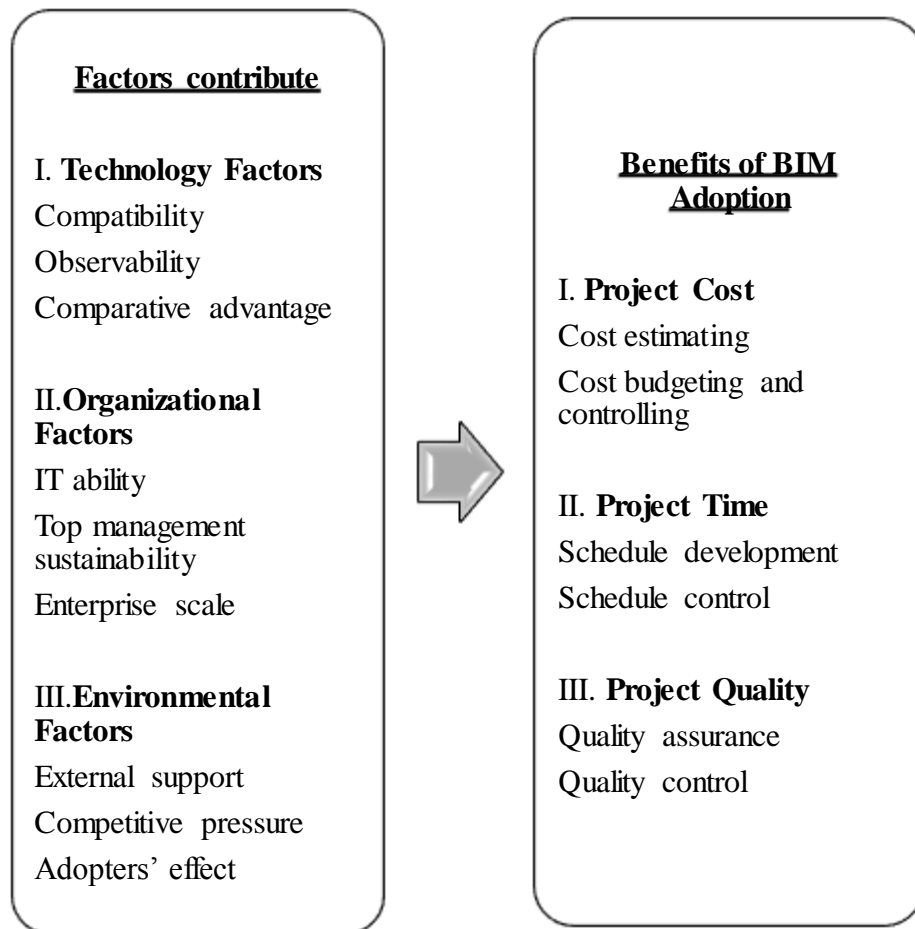 Factors contribute
I. Technology Factors
Compatibility
Observability
Comparative advantage
II.Organizational
Factors
IT ability
Top management
sustainability
Enterprise scale
III.Environmental
Factors
External support
Competitive pressure
Adopters’ effect
Benefits of BIM
Adoption
I. Project Cost
Cost estimating
Cost budgeting and
controlling
II. Project Time
Schedule development
Schedule control
III. Project Quality
Quality assurance
Quality control